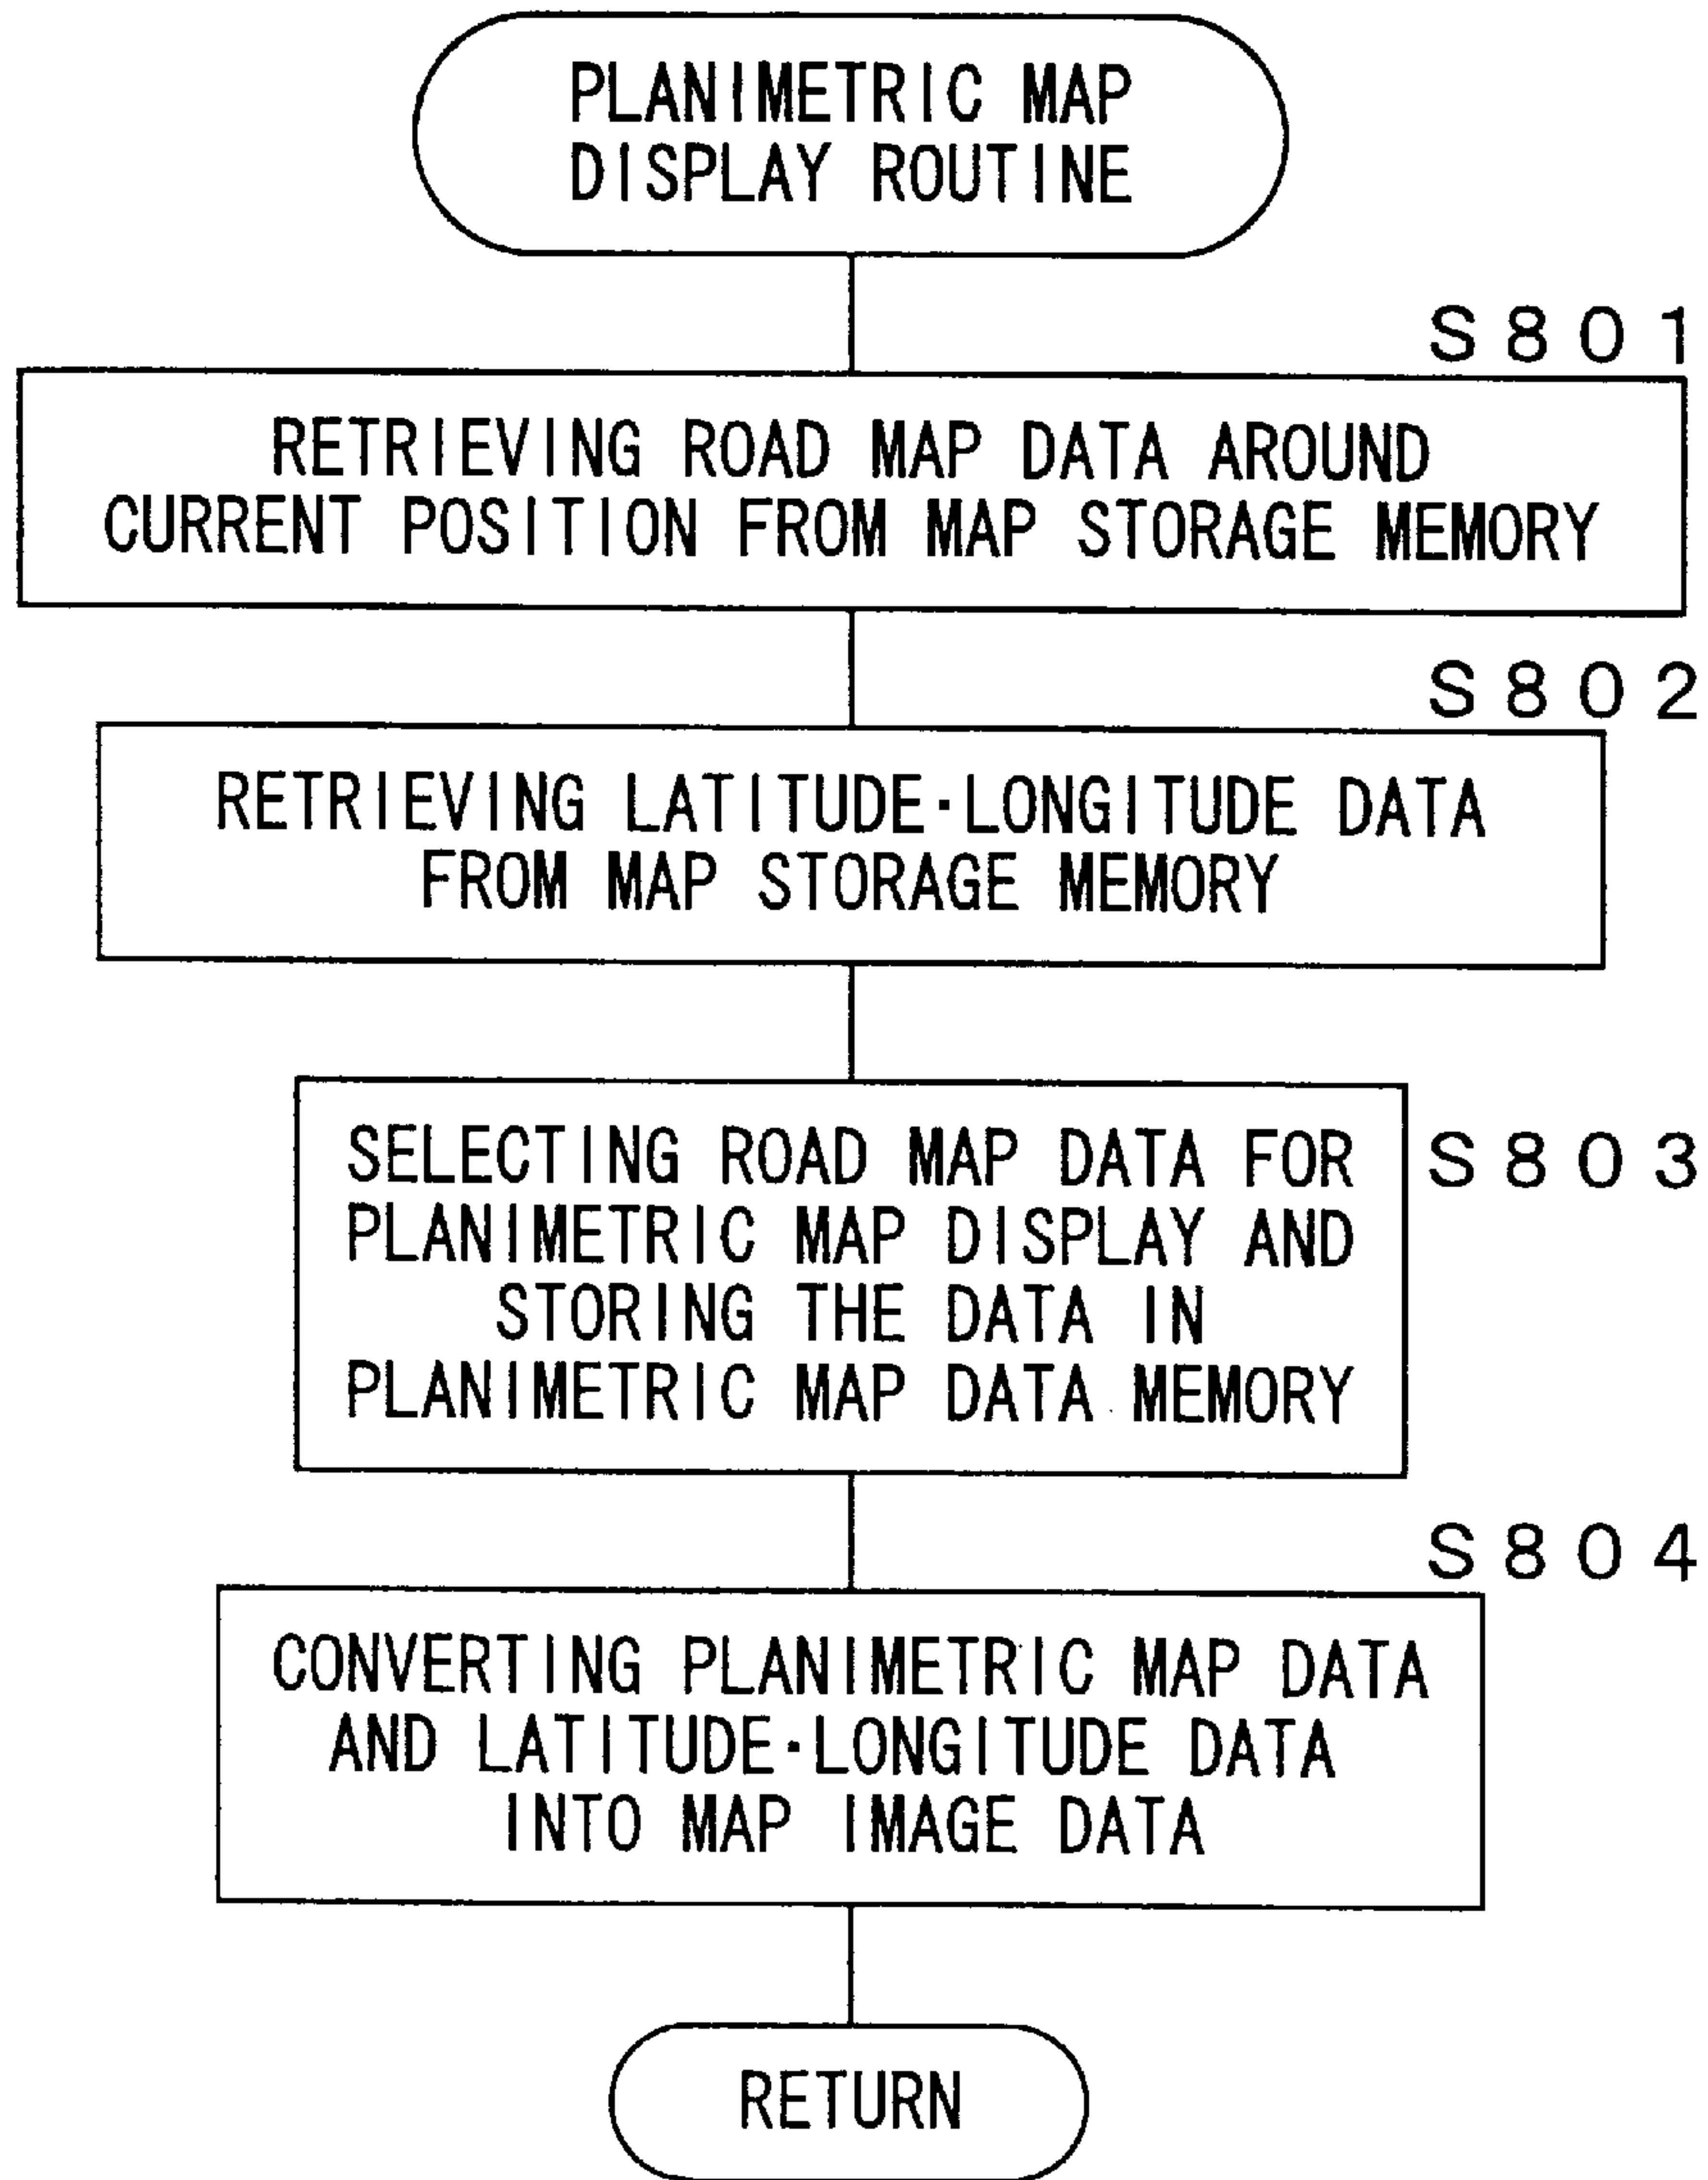 PLANIMETRIC MAP
DISPLAY ROUTINE
S801
RETRIEVING ROAD MAP DATA AROUND
CURRENT POSITION FROM MAP STORAGE MEMORY
S802
RETRIEVING LATITUDE·LONGITUDE DATA
FROM MAP STORAGE MEMORY
S803
SELECTING ROAD MAP DATA FOR
PLANIMETRIC MAP DISPLAY AND
STORING THE DATA IN
PLANIMETRIC MAP DATA MEMORY
S804
CONVERTING PLANIMETRIC MAP DATA
AND LATITUDE·LONGITUDE DATA
INTO MAP IMAGE DATA
RETURN